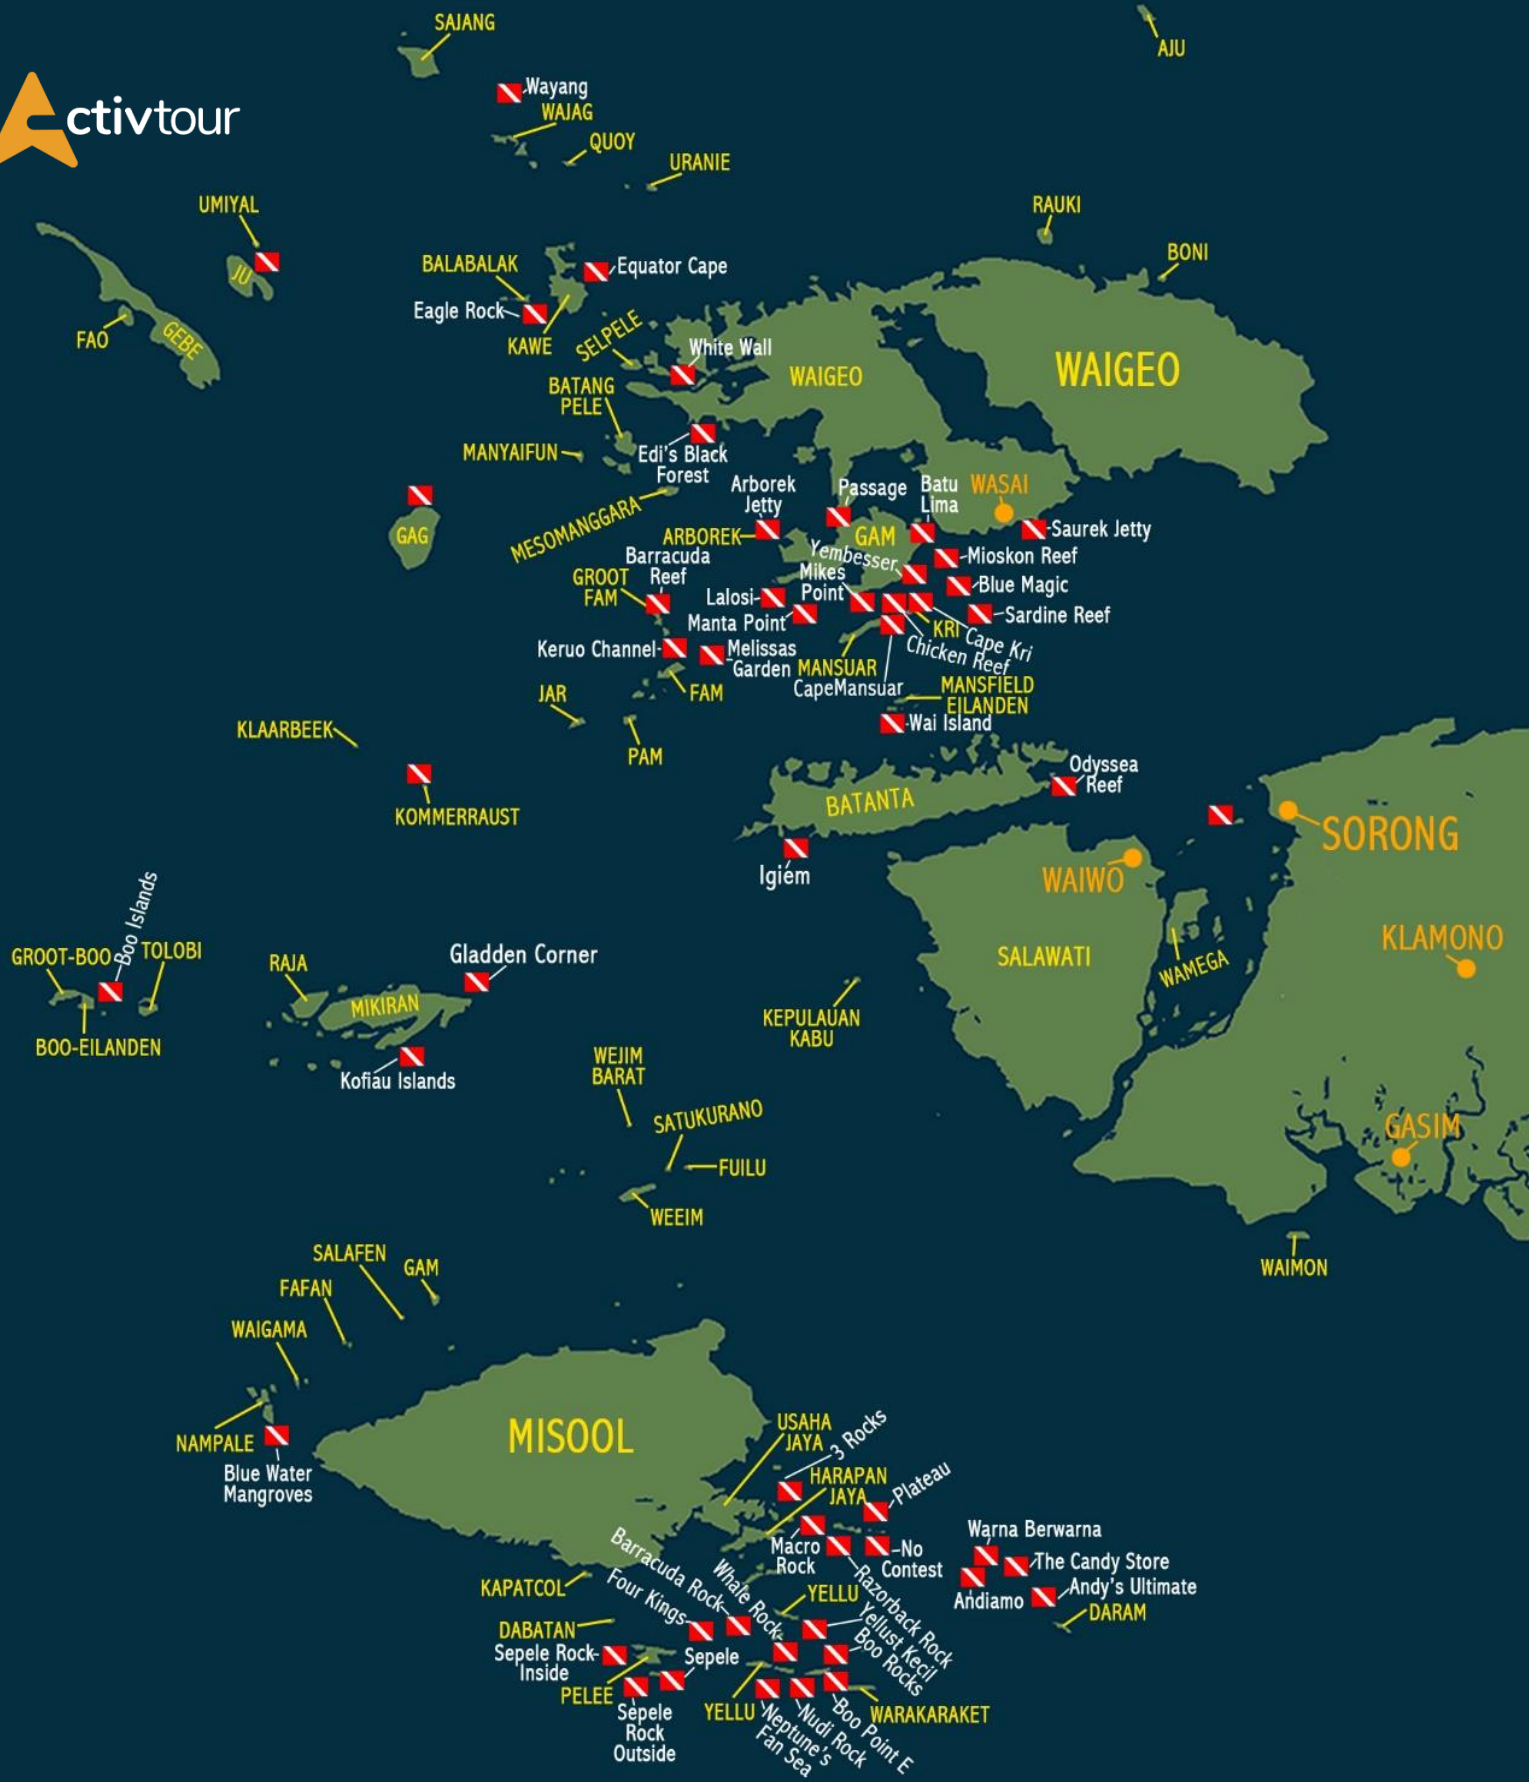 SAJANG
AJU
Wayang
ctivtour
WAJAG
QUOY
URANIE
UMIYAL
RAUKI
BONI
JU
BALABALAK
Equator Cape
Eagle Rock
FAO
GEBE
KAWE
SELPELE
White Wall
WAIGEO
WAIGEO
BATANG
PELE
MANYAIFUN
Edi's Black
Forest
MESOMANGGARA
Arborek
Jetty
Passage
Batu
Lima
WASAI
GAG
ARBOREK
GAM
Saurek Jetty
Barracuda
Reef
Yembesser
Mioskon Reef
GROOT
FAM
Mikes
Point
Blue Magic
Lalosi
Manta Point
Sardine Reef
KRI
Cape Kri
Chicken Reef
Keruo Channel
Melissas
Garden
MANSUAR
CapeMansuar
FAM
JAR
MANSFIELD
EILANDEN
Wai Island
KLAARBEEK
PAM
KOMMERRAUST
BATANTA
Odyssea
Reef
SORONG
Igiem
WAIWO
Boo Islands
GROOT-BOO
TOLOBI
BOO-EILANDEN
RAJA
MIKIRAN
Gladden Corner
Kofiau Islands
SALAWATI
WAMEGA
KLAMONO
KEPULAUAN
KABU
WEJIM
BARAT
SATUKURANO
FUILU
WEEIM
GASIM
WAIMON
SALAFEN
GAM
FAFAN
WAIGAMA
NAMPALE
Blue Water
Mangroves
MISOOL
USAHA
JAYA
3 Rocks
HARAPAN
JAYA
Plateau
Macro
Rock
No
Contest
Warna Berwarna
The Candy Store
Andiamo
Andy's Ultimate
DARAM
Barracuda Rock
Whale Rock
Razorback Rock
KAPATCOL
Four Kings
YELLU
Yellust Kecil
Boo Rocks
DABATAN
Sepele Rock
Inside
Sepele
PELEE
Sepele
Rock
Outside
YELLU
Neptune's
Fan Sea
Nudi Rock
Boo Point E
WARAKARAKET